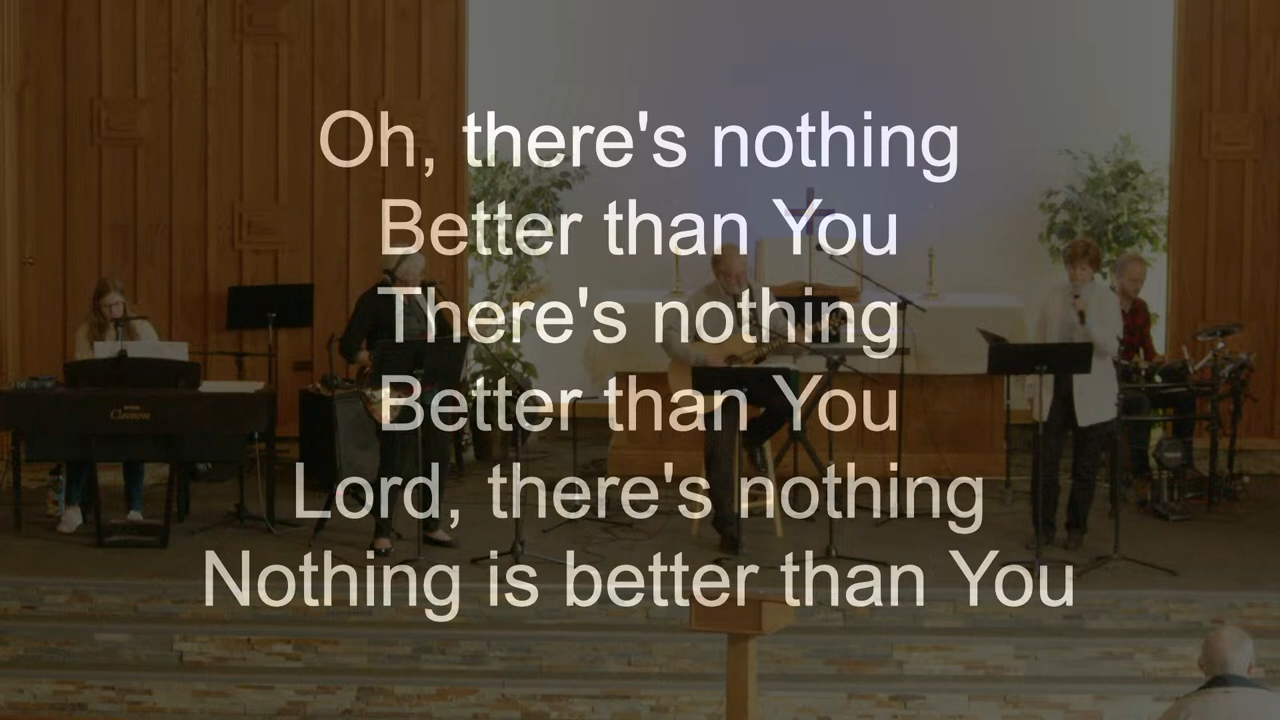 Oh, there's nothing
Better than You
There's nothing
Better than You
Lord, there's nothing
Nothing is better than You
Clavinova